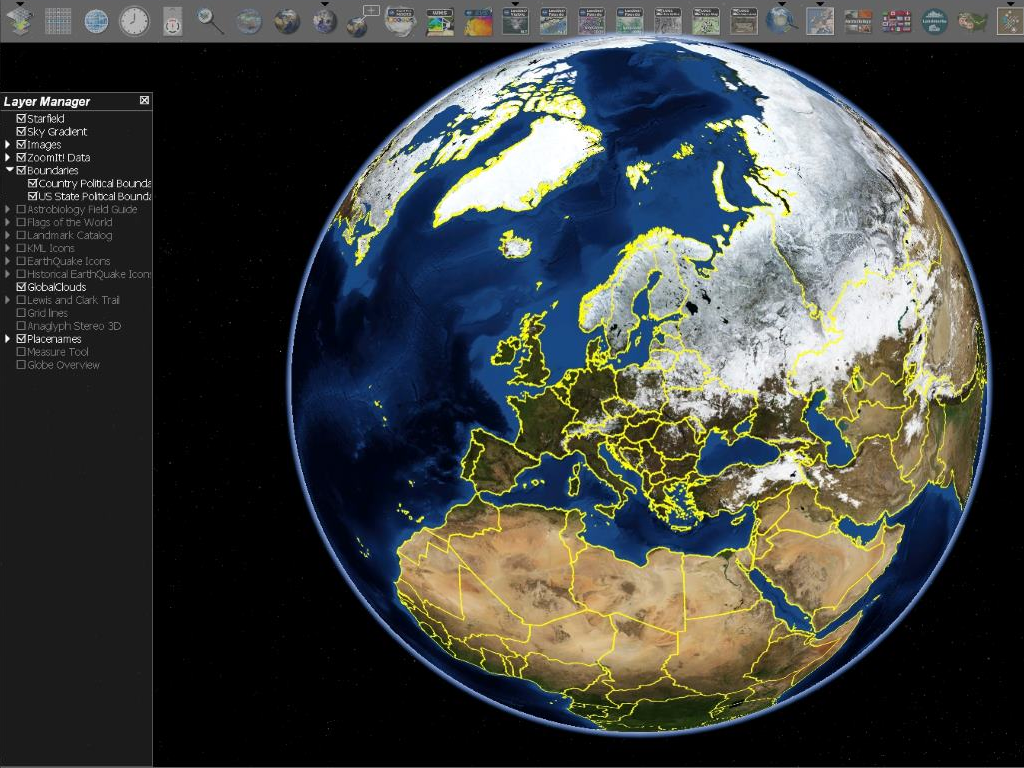 Layer Manager
Starfield
Sky Gradient
Images
ZoomIt! Data
Boundaries
Country Political Bounda
US State Political Bounda
Astrobiology Field Guide
Flags of the World
Landmark Catalog
KML Icons
EarthQuake Icons
Historical EarthQuake Icons
GlobalClouds
Lewis and Clark Trail
Grid lines
Anaglyph Stereo 3D
Placenames
Measure Tool
Globe Overview